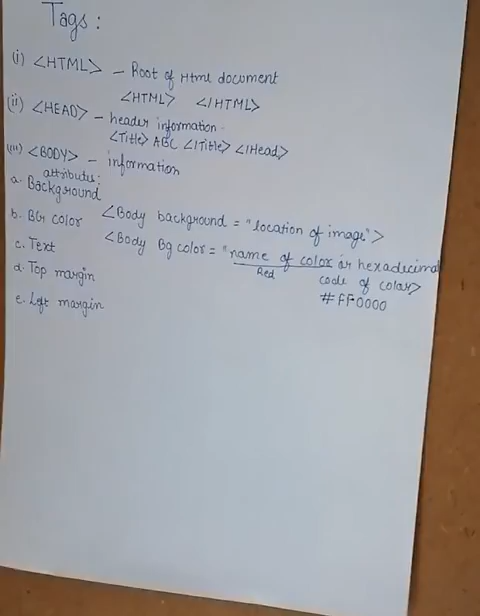 Tags :
(i) <HTML> - Root of Html document
<HTML> </HTML>
(ii) <HEAD> - header information
<Title> ABC </Title> </Head>
(iii) <BODY> - information
attributes:
a. Background
<Body background = "location of image">
b. BG color
<Body Bg color = "name of color or hexadecimal
Red code of color>
#FF0000
c. Text
d. Top margin
e. Left margin